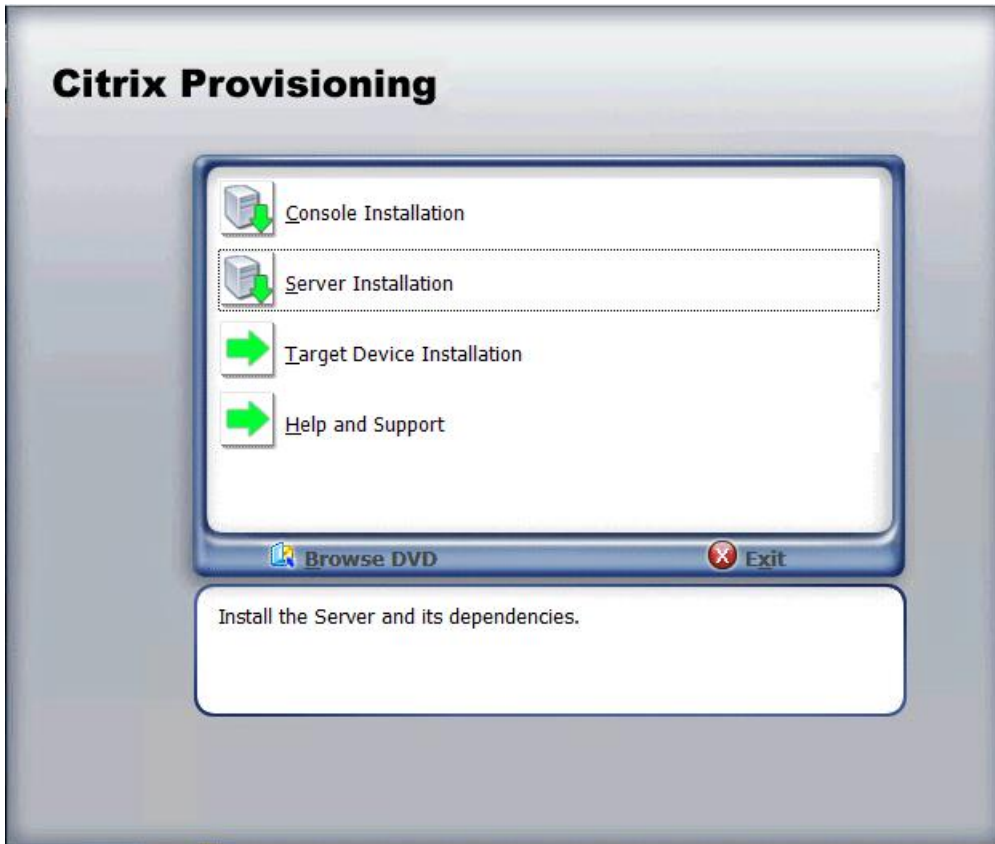 Citrix Provisioning
Console Installation
Server Installation
Target Device Installation
Help and Support
Browse DVD
Exit
Install the Server and its dependencies.